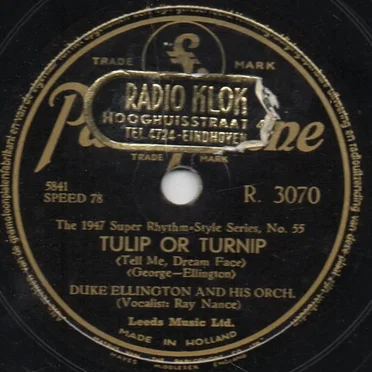 TRADE MARK
RADIO KLOK
HOOGHUISSTRAAT
TEL. 4724-EINDHOVEN
TRADE MARK
5841
SPEED 78
R. 3070
The 1947 Super Rhythm-Style Series, No. 55
TULIP OR TURNIP
(Tell Me, Dream Face)
(George-Ellington)
DUKE ELLINGTON AND HIS ORCH.
(Vocalist: Ray Nance)
Leeds Music Ltd.
MADE IN HOLLAND